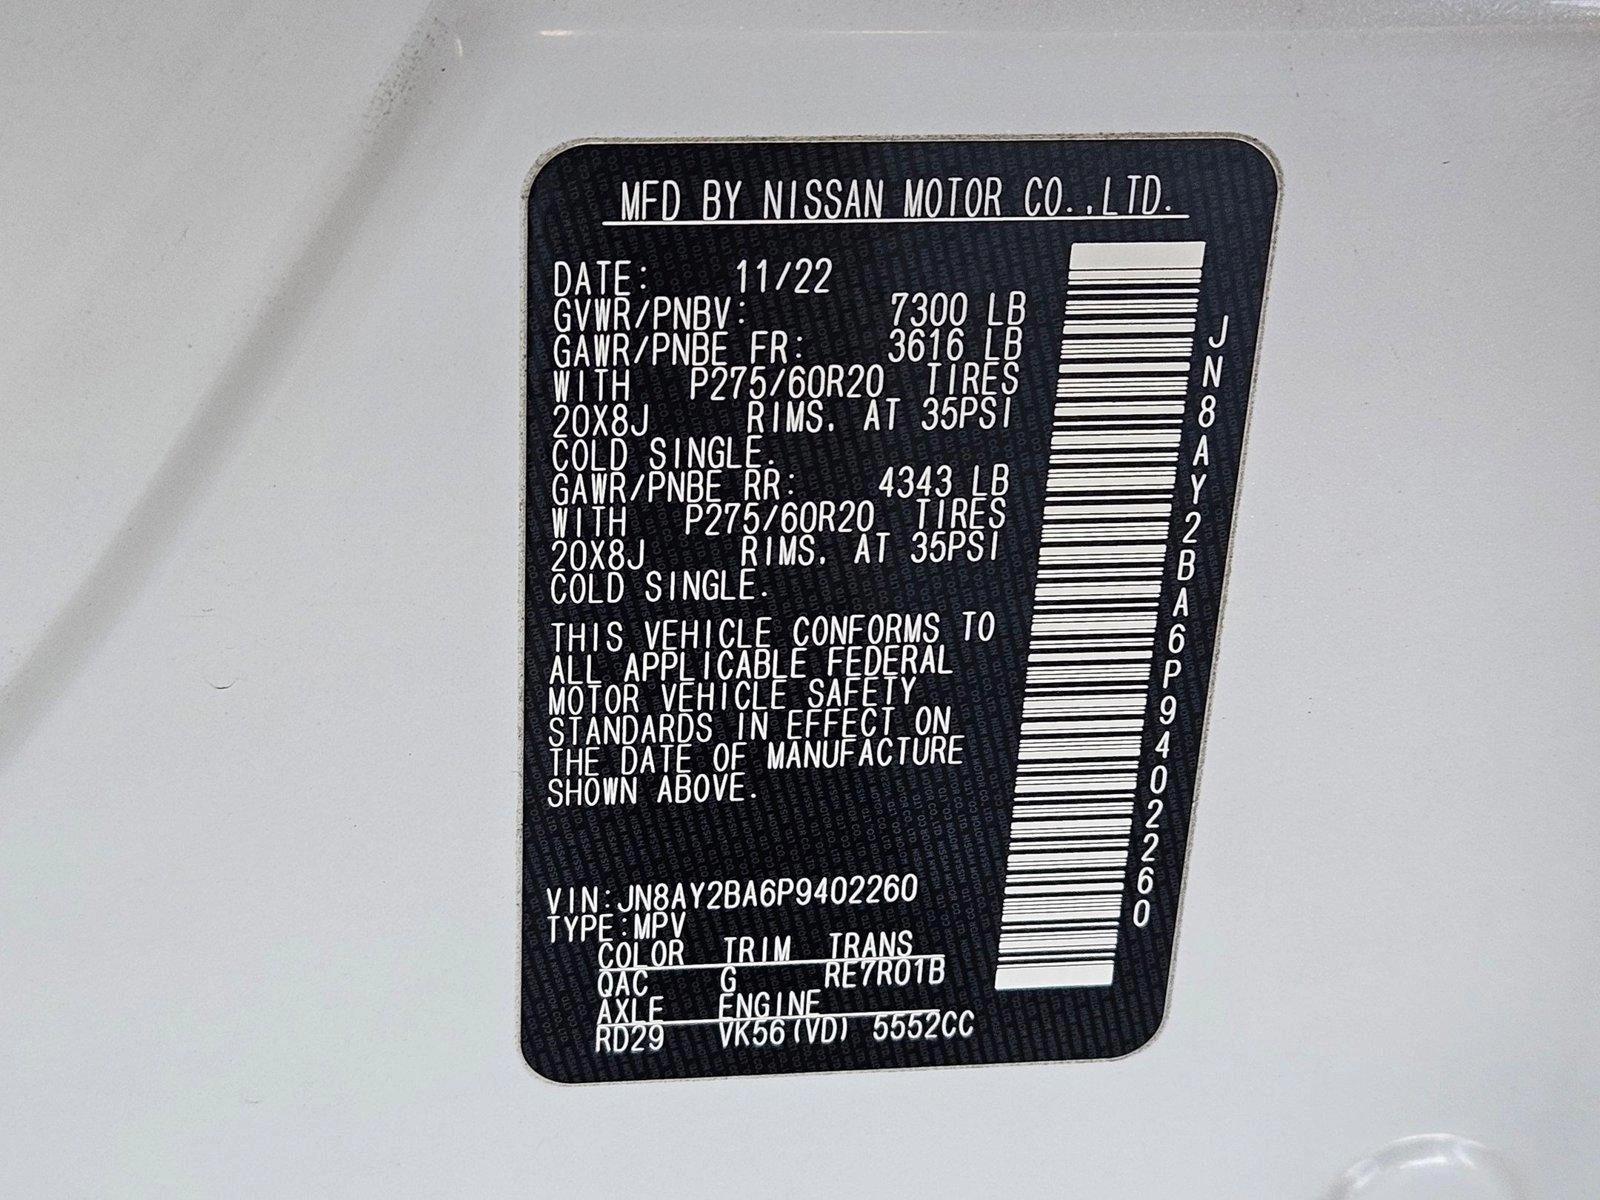 MFD BY NISSAN MOTOR CO.,LTD.
DATE: 11/22
GVWR/PNBV: 7300 LB
GAWR/PNBE FR: 3616 LB
WITH P275/60R20 TIRES
20X8J RIMS. AT 35PSI
COLD SINGLE.
GAWR/PNBE RR: 4343 LB
WITH P275/60R20 TIRES
20X8J RIMS. AT 35PSI
COLD SINGLE.
THIS VEHICLE CONFORMS TO
ALL APPLICABLE FEDERAL
MOTOR VEHICLE SAFETY
STANDARDS IN EFFECT ON
THE DATE OF MANUFACTURE
SHOWN ABOVE.
VIN:JN8AY2BA6P9402260
TYPE:MPV
COLOR TRIM TRANS
QAC G RE7R01B
AXLE ENGINE
RD29 VK56(VD) 5552CC
JN8AY2BA6P9402260